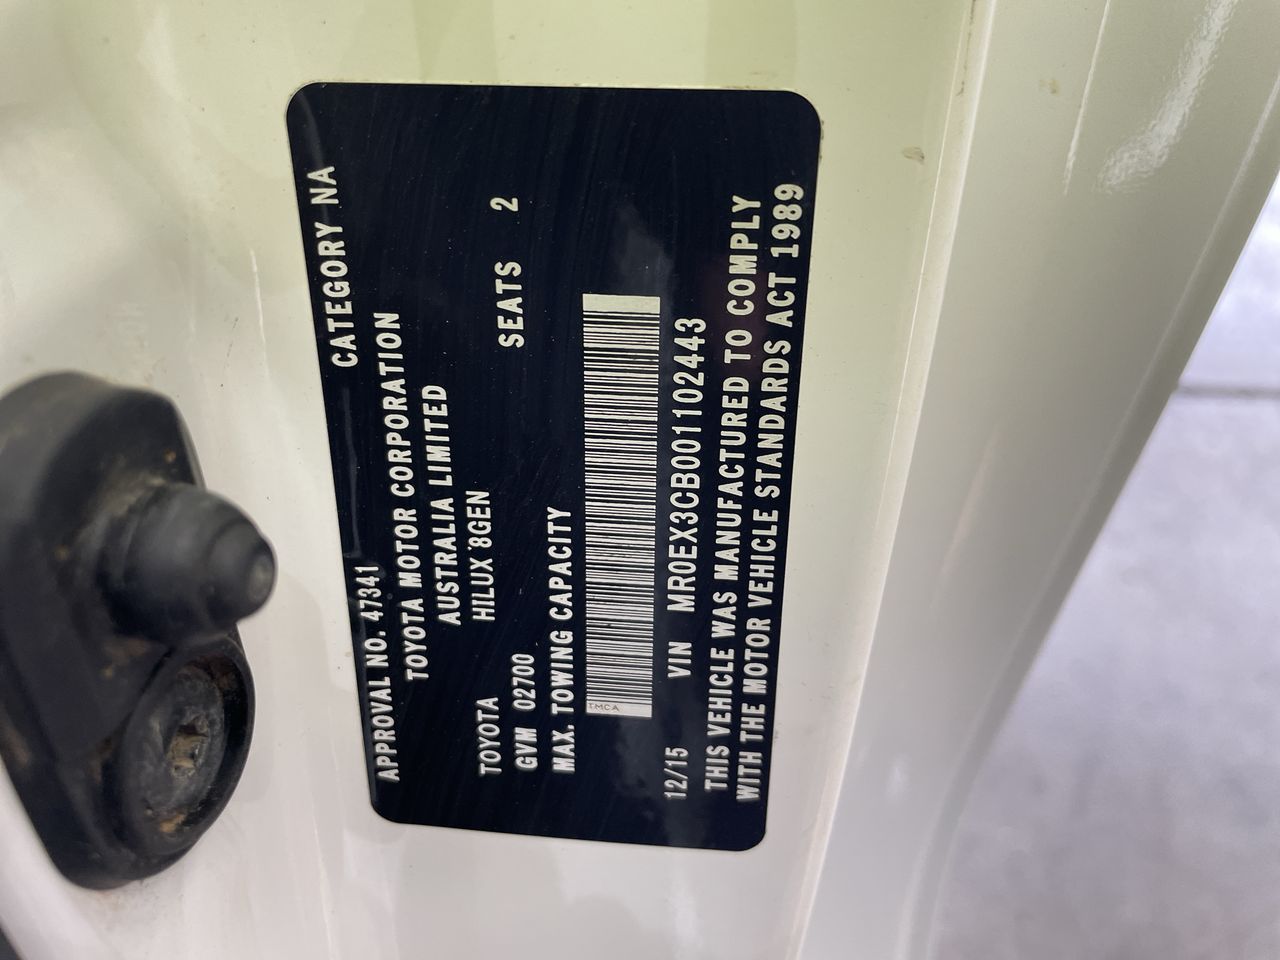 APPROVAL NO. 47341 CATEGORY NA
TOYOTA MOTOR CORPORATION
AUSTRALIA LIMITED
TOYOTA HILUX 8GEN
GVM 02700 SEATS 2
MAX. TOWING CAPACITY
TMCA
12/15 VIN MR0EX3CB001102443
THIS VEHICLE WAS MANUFACTURED TO COMPLY
WITH THE MOTOR VEHICLE STANDARDS ACT 1989